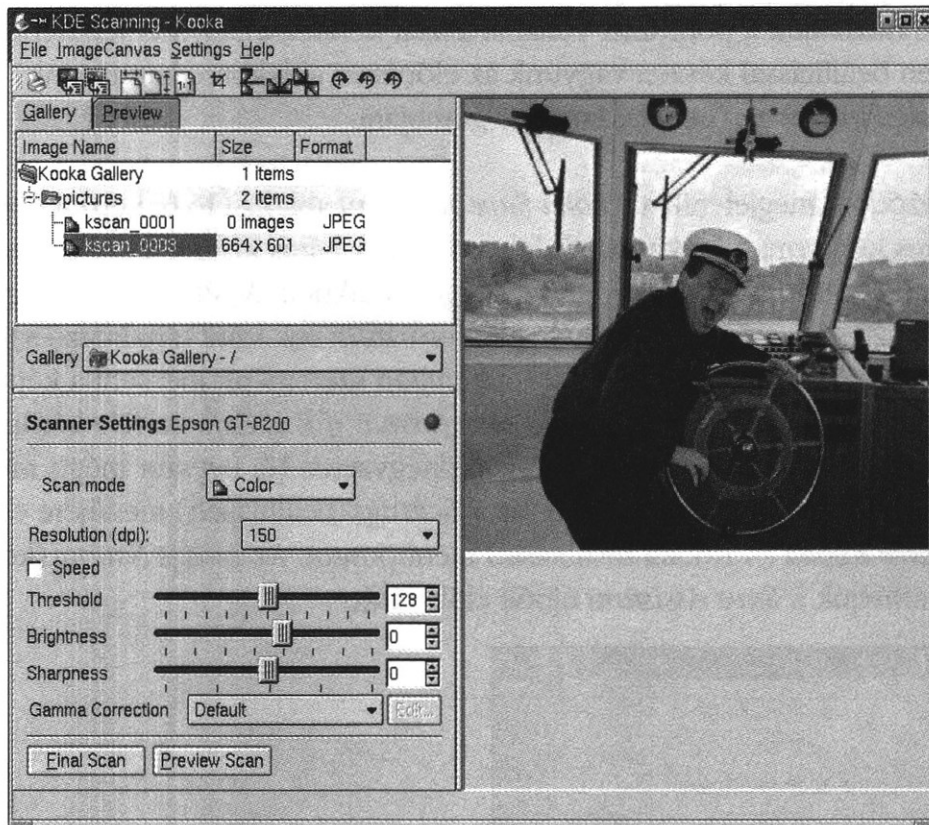 KDE Scanning - Kooka
File ImageCanvas Settings Help
Gallery Preview
Image Name Size Format
Kooka Gallery 1 items
pictures 2 items
kscan_0001 0 images JPEG
kscan_0003 664 x 601 JPEG
Gallery Kooka Gallery - /
Scanner Settings Epson GT-8200
Scan mode Color
Resolution (dpi): 150
Speed
Threshold 128
Brightness 0
Sharpness 0
Gamma Correction Default Edit...
Final Scan Preview Scan